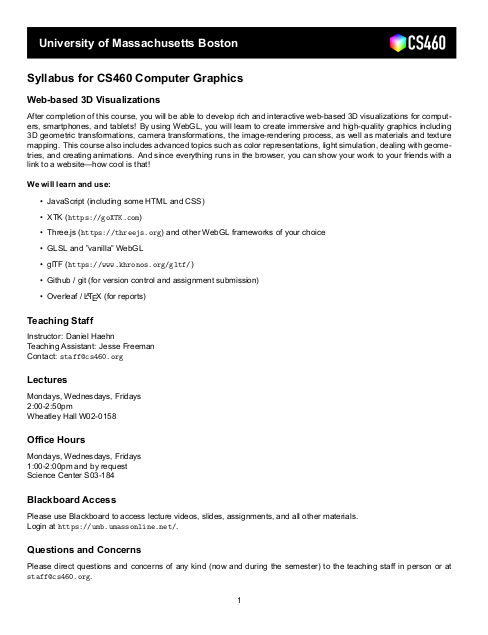 University of Massachusetts Boston
CS460
Syllabus for CS460 Computer Graphics
Web-based 3D Visualizations
After completion of this course, you will be able to develop rich and interactive web-based 3D visualizations for comput-
ers, smartphones, and tablets! By using WebGL, you will learn to create immersive and high-quality graphics including
3D geometric transformations, camera transformations, the image-rendering process, as well as materials and texture
mapping. This course also includes advanced topics such as color representations, light simulation, dealing with geome-
tries, and creating animations. And since everything runs in the browser, you can show your work to your friends with a
link to a website—how cool is that!
We will learn and use:
• JavaScript (including some HTML and CSS)
• XTK (https://goXTK.com)
• Three.js (https://threejs.org) and other WebGL frameworks of your choice
• GLSL and "vanilla" WebGL
• glTF (https://www.khronos.org/gltf/)
• Github / git (for version control and assignment submission)
• Overleaf / LATEX (for reports)
Teaching Staff
Instructor: Daniel Haehn
Teaching Assistant: Jesse Freeman
Contact: staff@cs460.org
Lectures
Mondays, Wednesdays, Fridays
2:00-2:50pm
Wheatley Hall W02-0158
Office Hours
Mondays, Wednesdays, Fridays
1:00-2:00pm and by request
Science Center S03-184
Blackboard Access
Please use Blackboard to access lecture videos, slides, assignments, and all other materials.
Login at https://umb.umassonline.net/.
Questions and Concerns
Please direct questions and concerns of any kind (now and during the semester) to the teaching staff in person or at
staff@cs460.org.
1